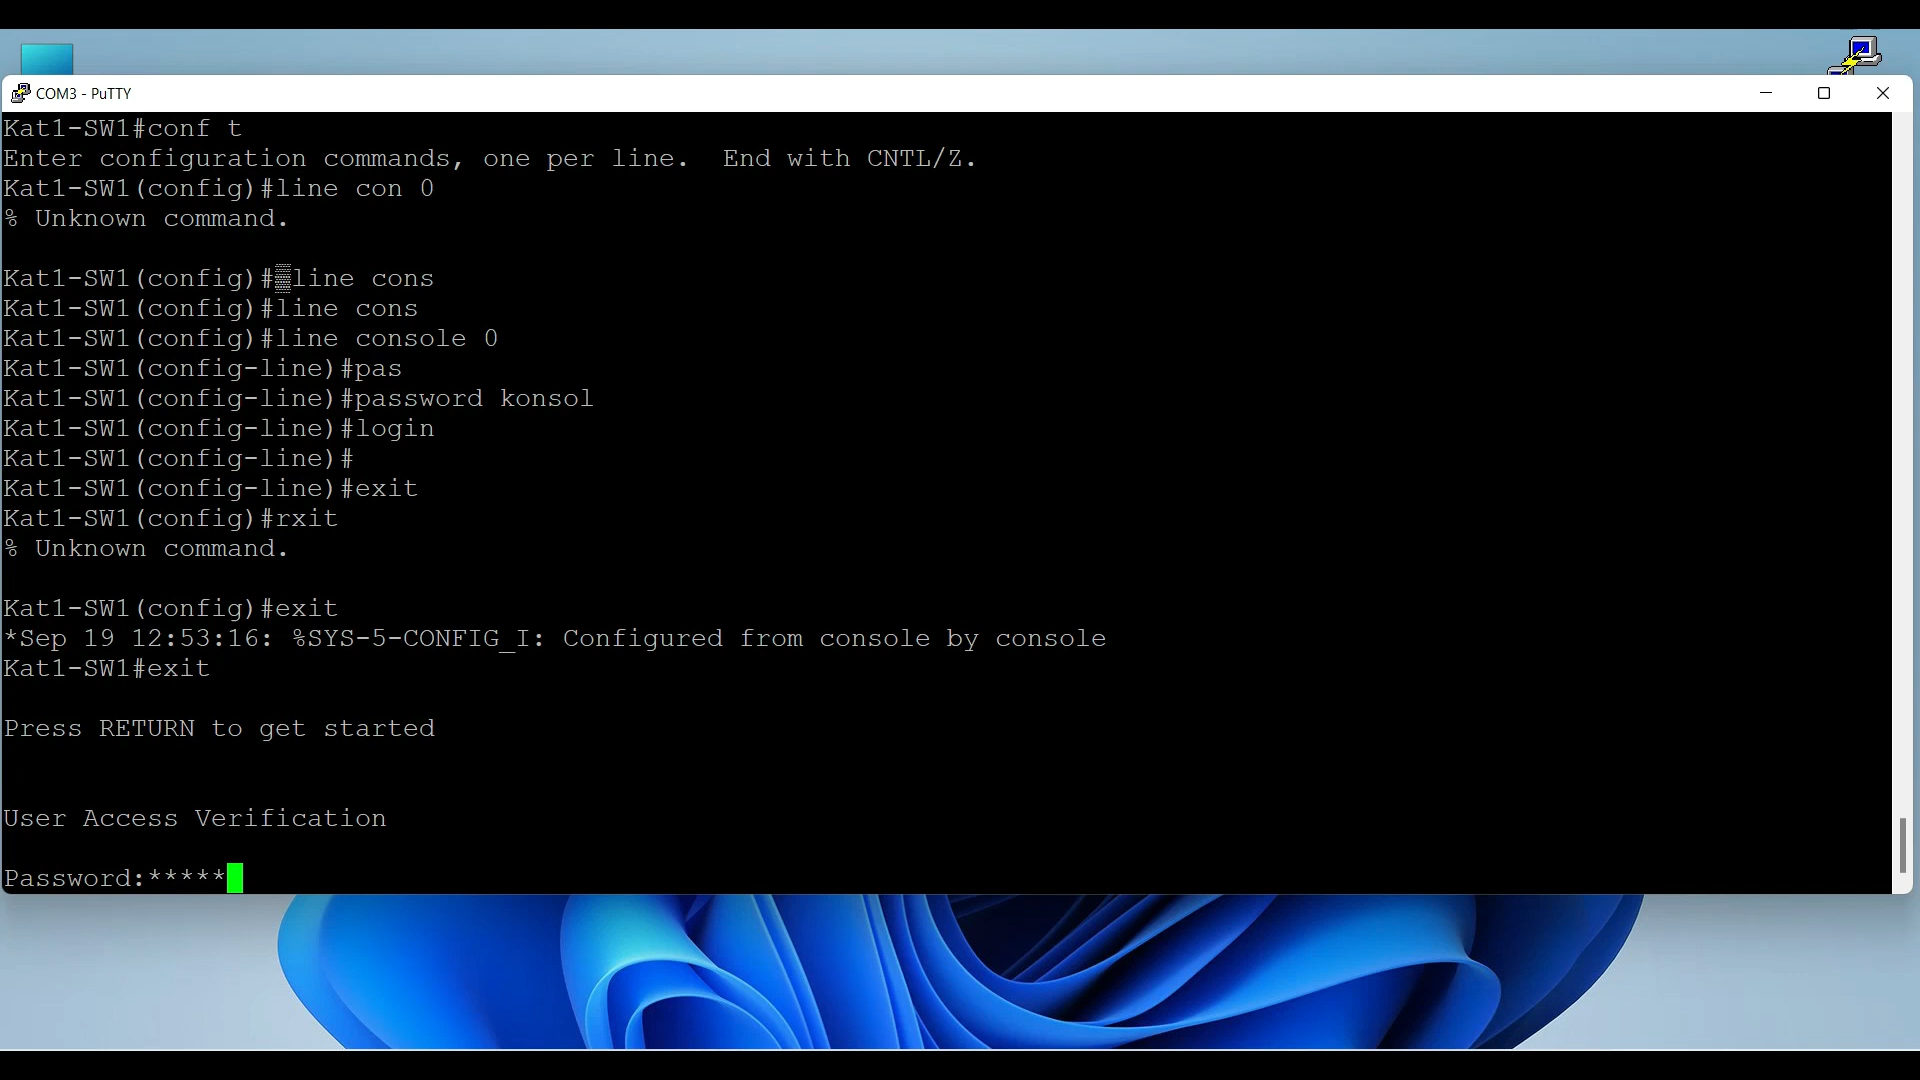 COM3 - PuTTY
Kat1-SW1#conf t
Enter configuration commands, one per line.  End with CNTL/Z.
Kat1-SW1(config)#line con 0
% Unknown command.
Kat1-SW1(config)#▒line cons
Kat1-SW1(config)#line cons
Kat1-SW1(config)#line console 0
Kat1-SW1(config-line)#pas
Kat1-SW1(config-line)#password konsol
Kat1-SW1(config-line)#login
Kat1-SW1(config-line)#
Kat1-SW1(config-line)#exit
Kat1-SW1(config)#rxit
% Unknown command.
Kat1-SW1(config)#exit
*Sep 19 12:53:16: %SYS-5-CONFIG_I: Configured from console by console
Kat1-SW1#exit
Press RETURN to get started
User Access Verification
Password:*****